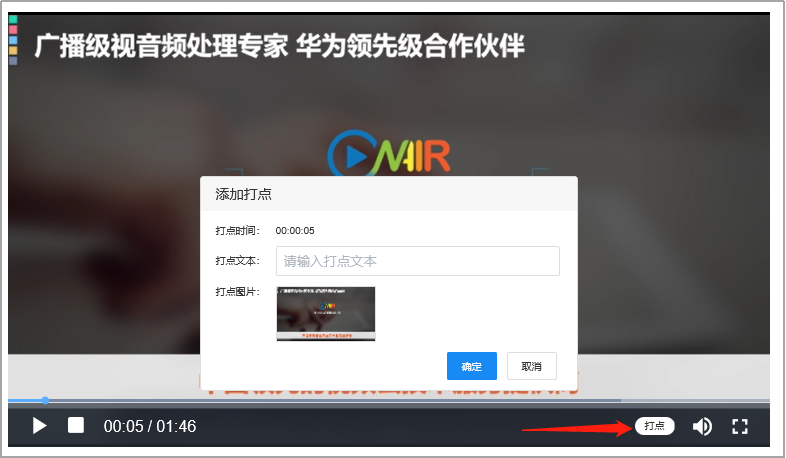 广播级视音频处理专家 华为领先级合作伙伴
添加打点
打点时间: 00:00:05
打点文本: 请输入打点文本
打点图片:
确定 取消
00:05 / 01:46 打点